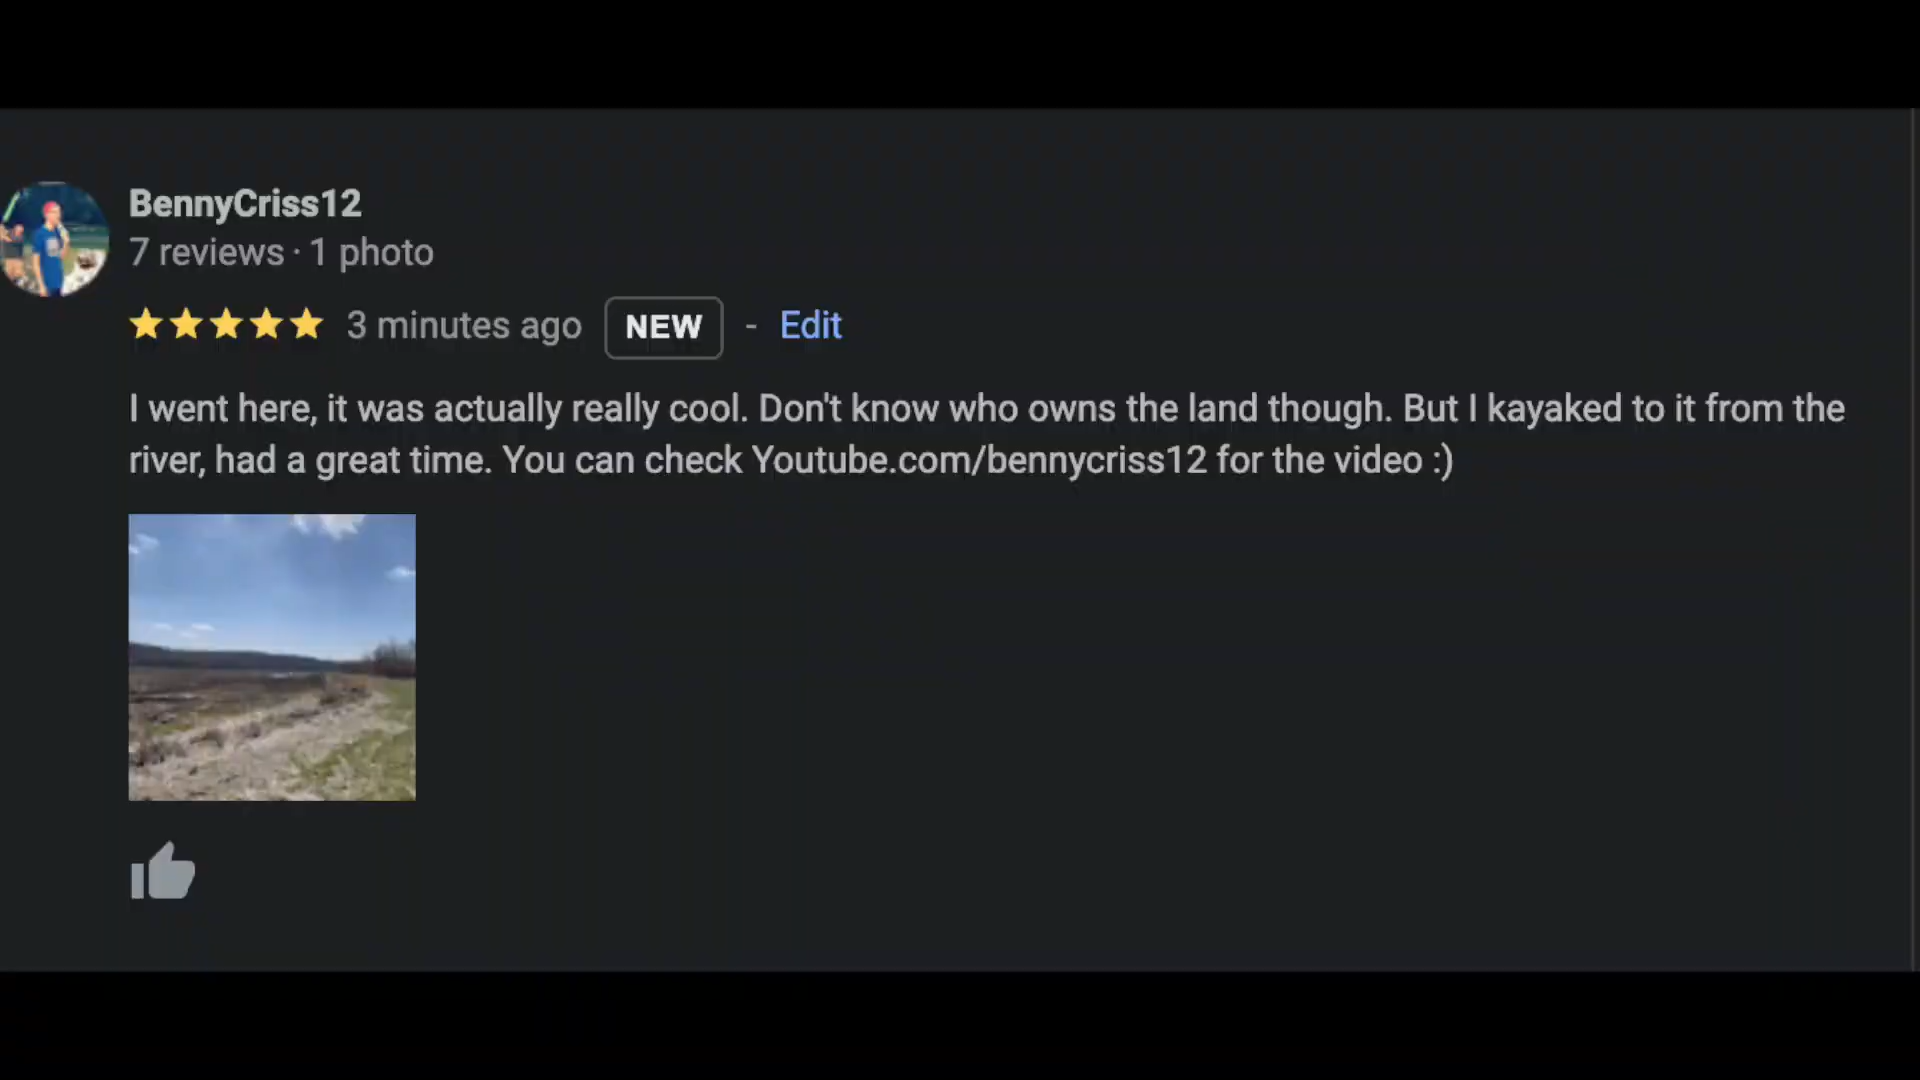 BennyCriss12
7 reviews · 1 photo
3 minutes ago NEW - Edit
I went here, it was actually really cool. Don't know who owns the land though. But I kayaked to it from the
river, had a great time. You can check Youtube.com/bennycriss12 for the video :)